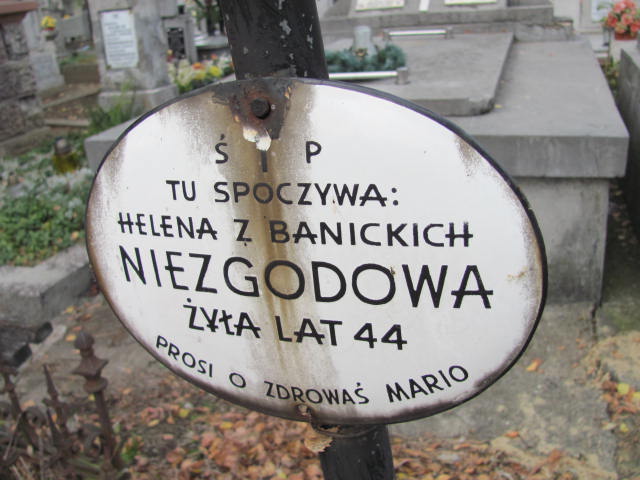 Ś I P
TU SPOCZYWA:
HELENA Z BANICKICH
NIEZGODOWA
ŻYŁA LAT 44
PROSI O ZDROWAŚ MARIO